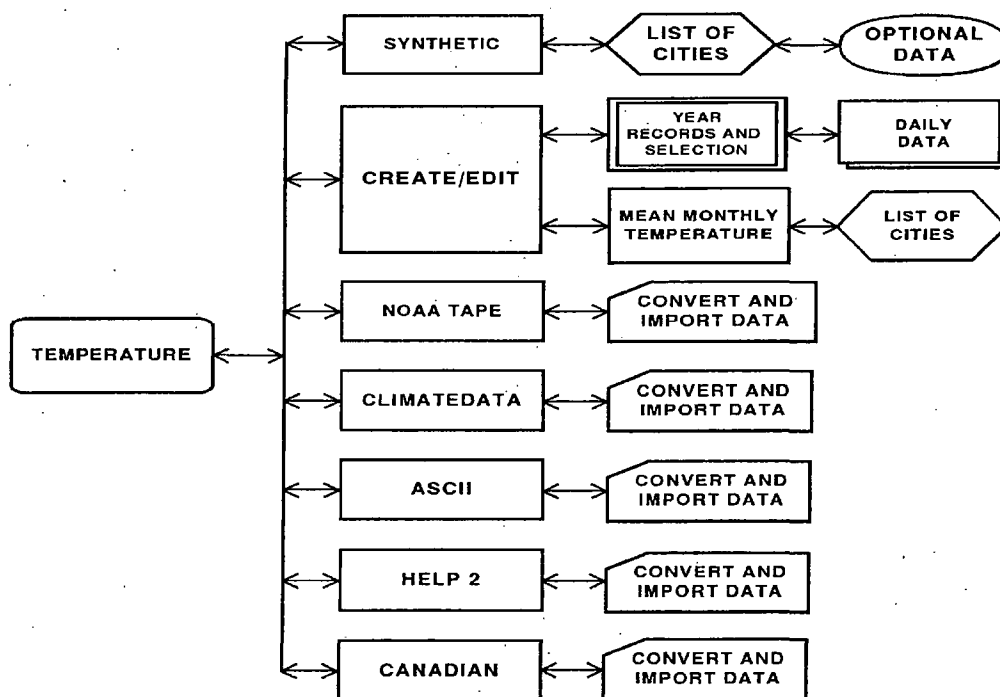 SYNTHETIC
LIST OF
CITIES
OPTIONAL
DATA
CREATE/EDIT
YEAR
RECORDS AND
SELECTION
DAILY
DATA
MEAN MONTHLY
TEMPERATURE
LIST OF
CITIES
TEMPERATURE
NOAA TAPE
CONVERT AND
IMPORT DATA
CLIMATEDATA
CONVERT AND
IMPORT DATA
ASCII
CONVERT AND
IMPORT DATA
HELP 2
CONVERT AND
IMPORT DATA
CANADIAN
CONVERT AND
IMPORT DATA